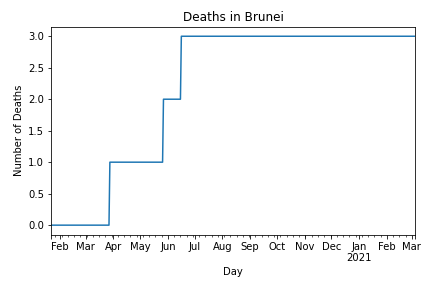 Deaths in Brunei
Number of Deaths
3.0
2.5
2.0
1.5
1.0
0.5
0.0
Feb Mar Apr May Jun Jul Aug Sep Oct Nov Dec Jan Feb Mar
2021
Day